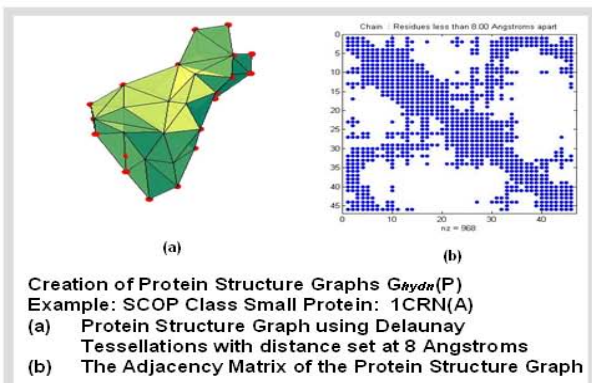 Chain : Residues less than 8.00 Angstroms apart
0
5
10
15
20
25
30
35
40
45
0 10 20 30 40
nz = 968
(a) (b)
Creation of Protein Structure Graphs Ghydn(P)
Example: SCOP Class Small Protein: 1CRN(A)
(a) Protein Structure Graph using Delaunay
Tessellations with distance set at 8 Angstroms
(b) The Adjacency Matrix of the Protein Structure Graph